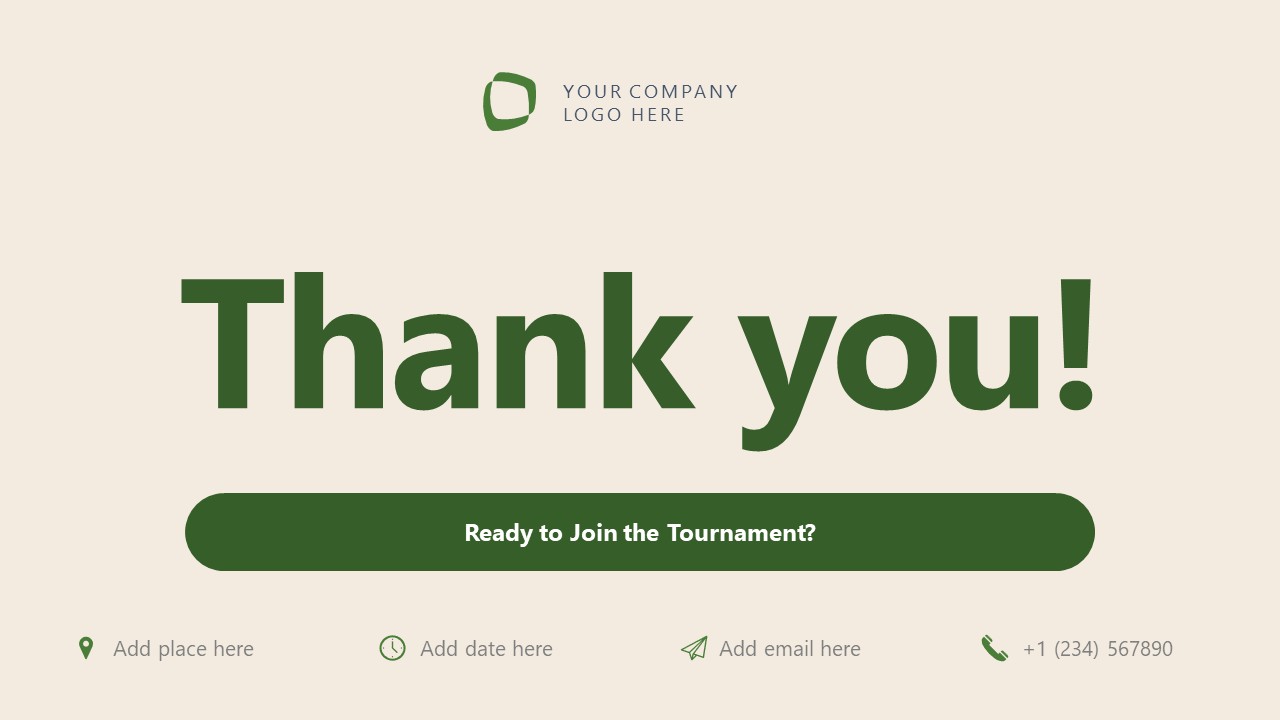 YOUR COMPANY
LOGO HERE
Thank you!
Ready to Join the Tournament?
Add place here
Add date here
Add email here
+1 (234) 567890